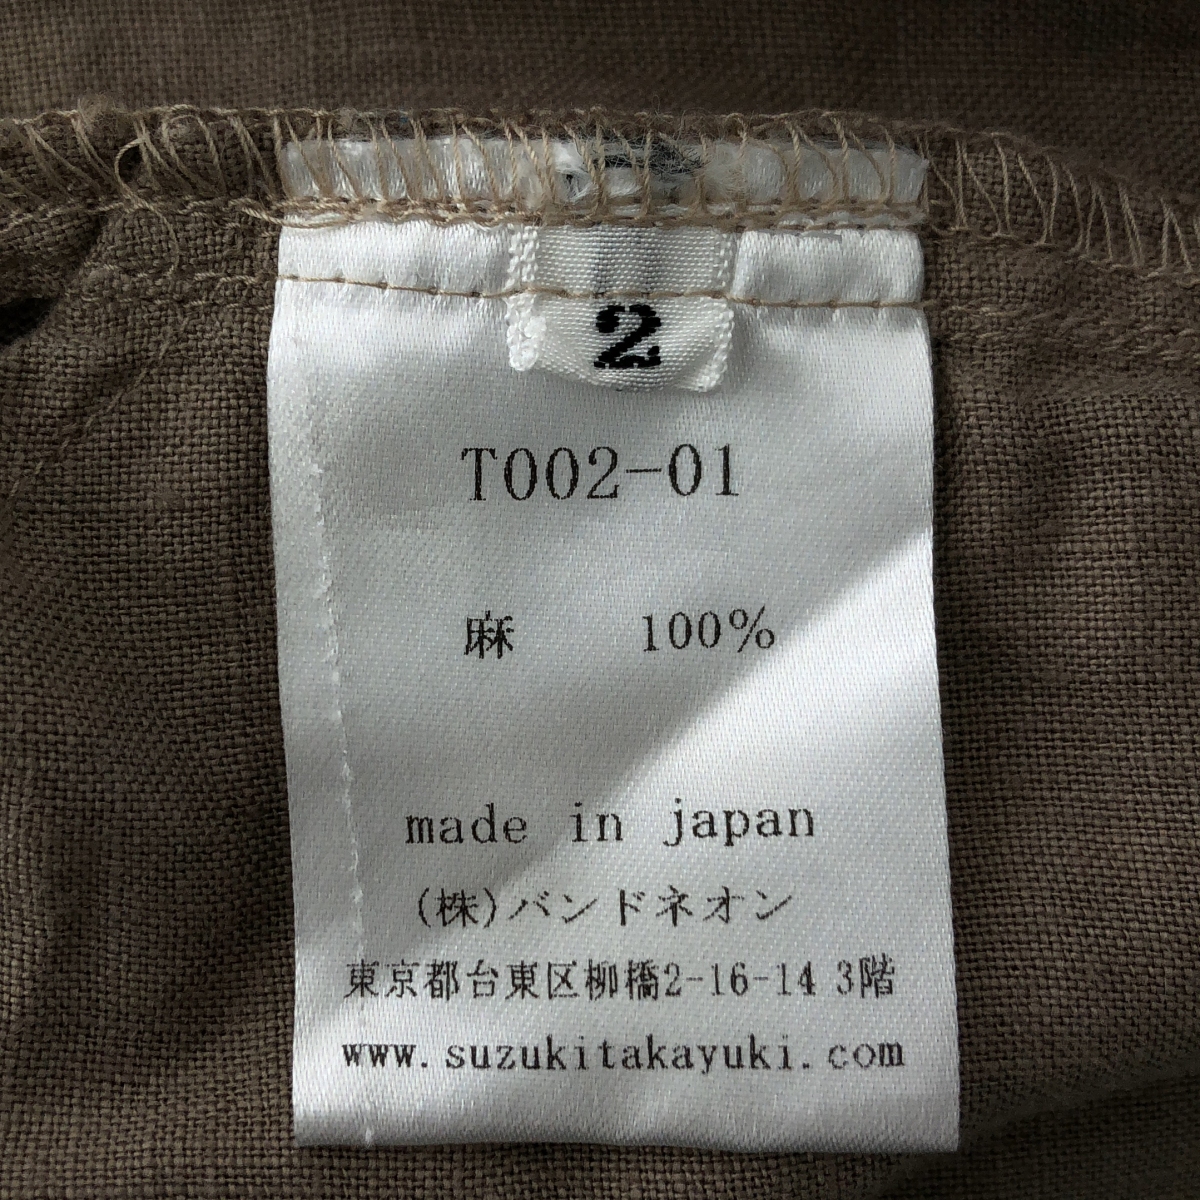 2
T002-01
麻 100%
made in japan
(株)バンドネオン
東京都台東区柳橋2-16-14 3階
www.suzukitakayuki.com